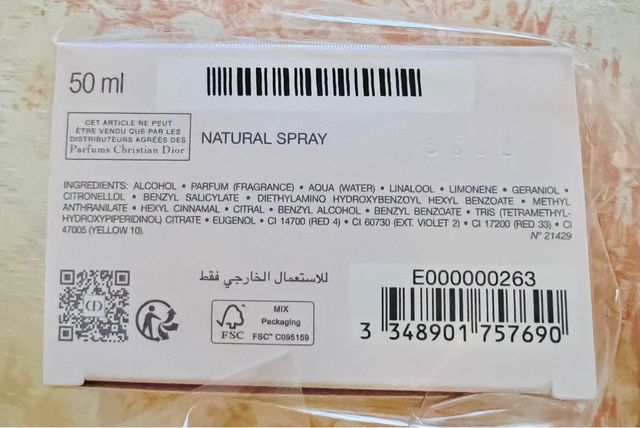 50 ml
CET ARTICLE NE PEUT
ÊTRE VENDU QUE PAR LES
DISTRIBUTEURS AGRÉÉS DES
Parfums Christian Dior
NATURAL SPRAY
INGREDIENTS: ALCOHOL • PARFUM (FRAGRANCE) • AQUA (WATER) • LINALOOL • LIMONENE • GERANIOL •
CITRONELLOL • BENZYL SALICYLATE • DIETHYLAMINO HYDROXYBENZOYL HEXYL BENZOATE • METHYL
ANTHRANILATE • HEXYL CINNAMAL • CITRAL • BENZYL ALCOHOL • BENZYL BENZOATE • TRIS (TETRAMETHYL-
HYDROXYPIPERIDINOL) CITRATE • EUGENOL • CI 14700 (RED 4) • CI 60730 (EXT. VIOLET 2) • CI 17200 (RED 33) • CI
47005 (YELLOW 10).
N° 21429
للاستعمال الخارجي فقط
CD
FSC
MIX
Packaging
FSC™ C095159
E000000263
3 348901 757690